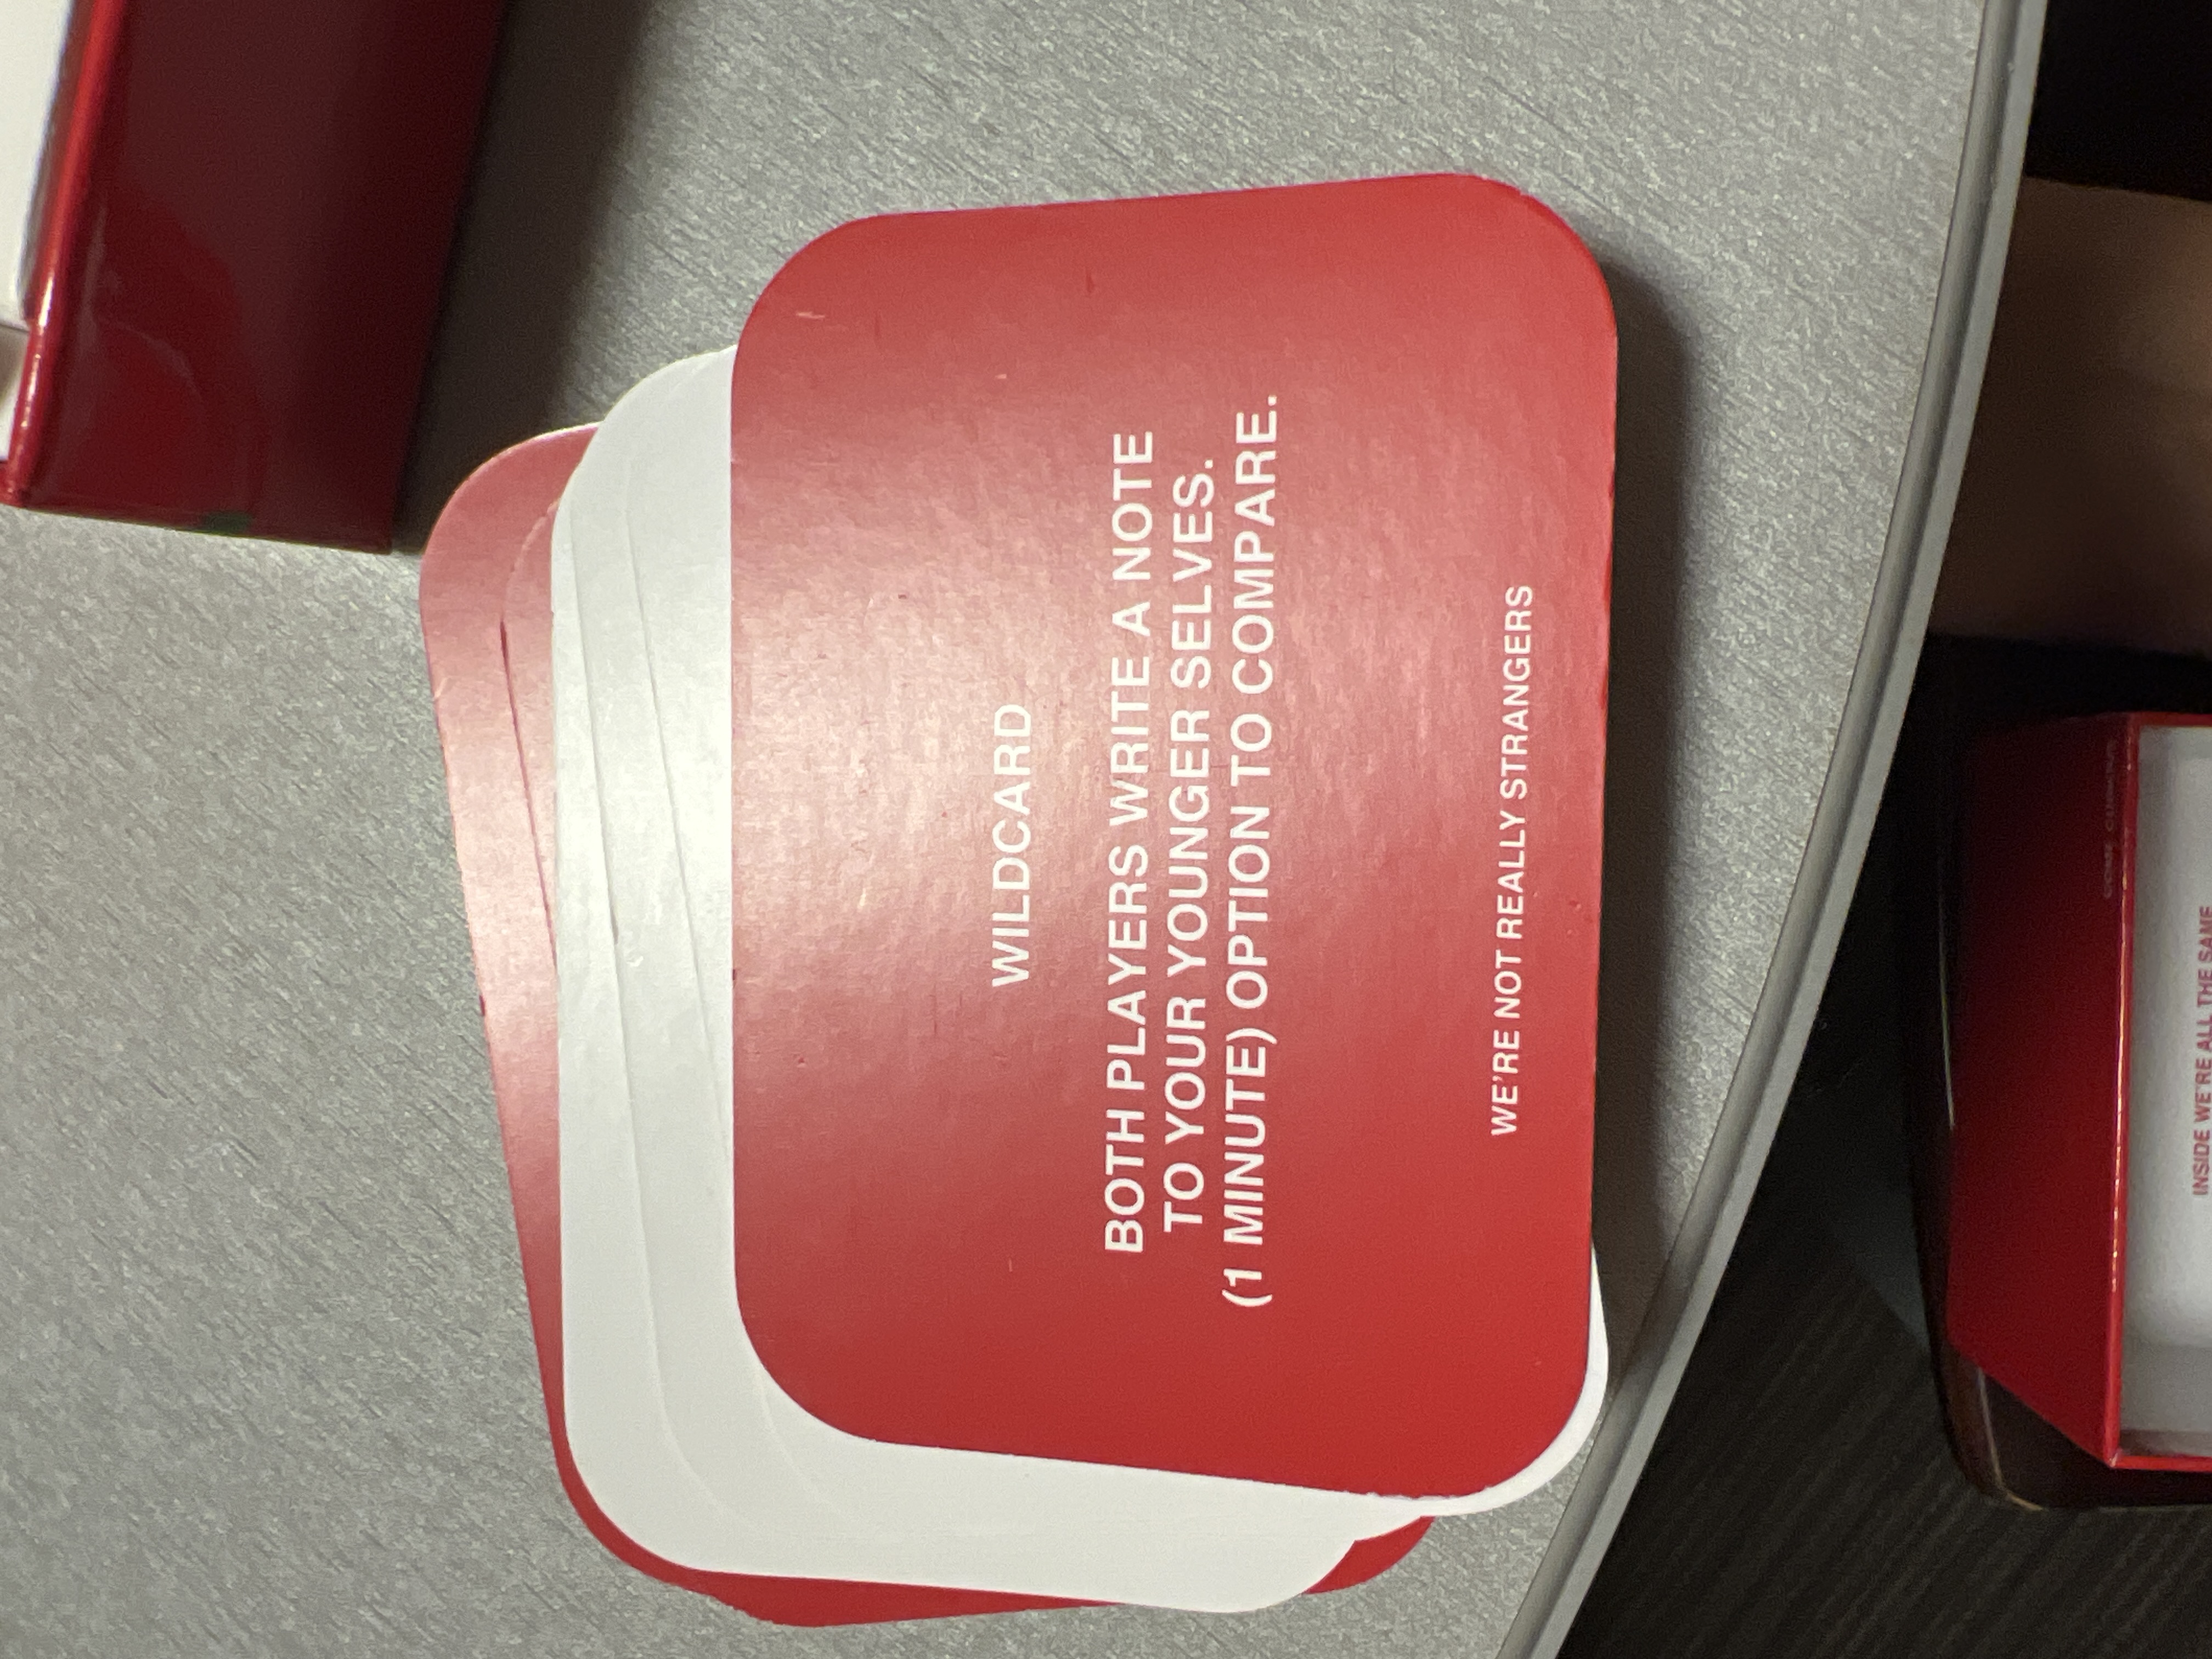 WILDCARD
BOTH PLAYERS WRITE A NOTE
TO YOUR YOUNGER SELVES.
(1 MINUTE) OPTION TO COMPARE.
WE'RE NOT REALLY STRANGERS
INSIDE WE'RE ALL THE SAME